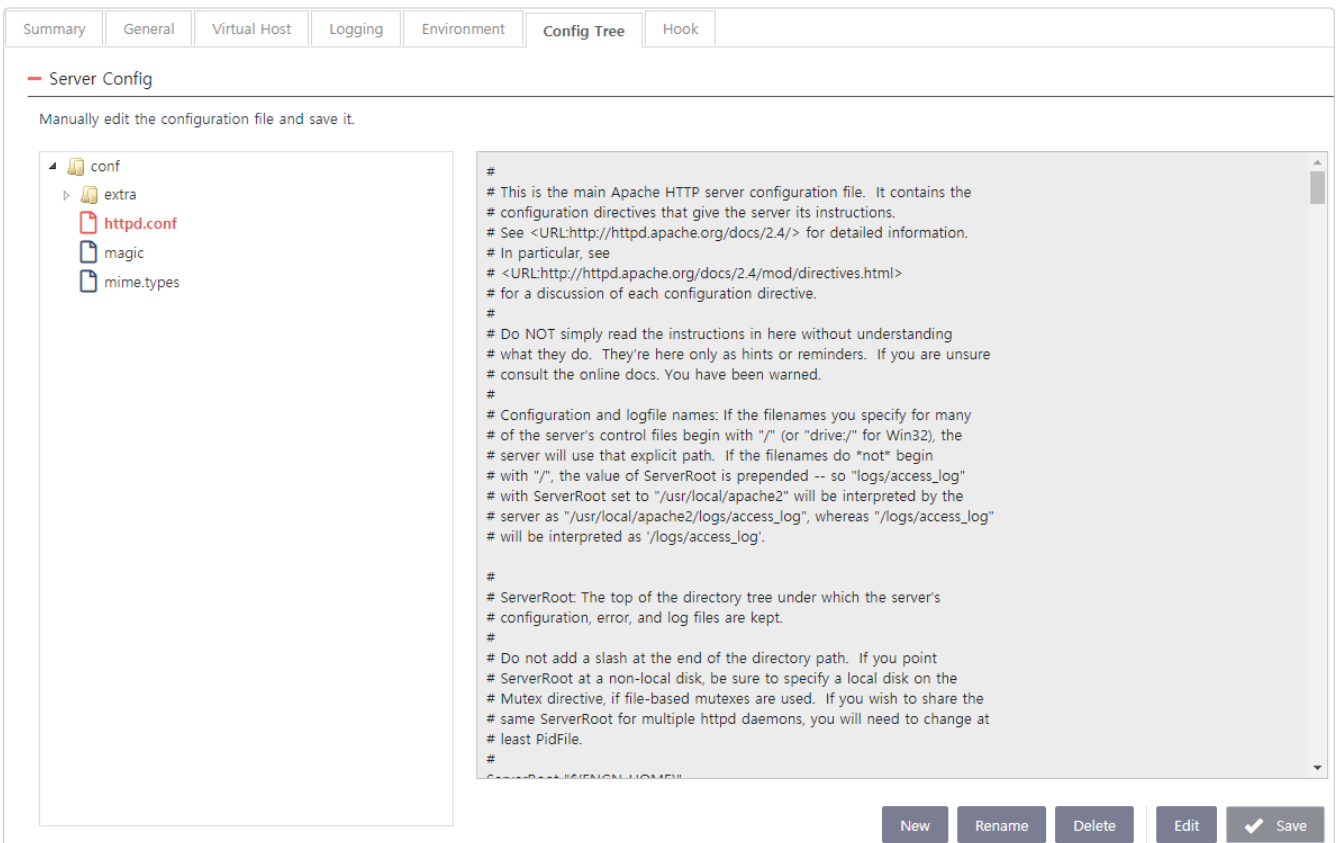 Summary General Virtual Host Logging Environment Config Tree Hook
Server Config
Manually edit the configuration file and save it.
conf
extra
httpd.conf
magic
mime.types
#
# This is the main Apache HTTP server configuration file.  It contains the
# configuration directives that give the server its instructions.
# See <URL:http://httpd.apache.org/docs/2.4/> for detailed information.
# In particular, see
# <URL:http://httpd.apache.org/docs/2.4/mod/directives.html>
# for a discussion of each configuration directive.
#
# Do NOT simply read the instructions in here without understanding
# what they do.  They're here only as hints or reminders.  If you are unsure
# consult the online docs. You have been warned.
#
# Configuration and logfile names: If the filenames you specify for many
# of the server's control files begin with "/" (or "drive:/" for Win32), the
# server will use that explicit path.  If the filenames do *not* begin
# with "/", the value of ServerRoot is prepended -- so "logs/access_log"
# with ServerRoot set to "/usr/local/apache2" will be interpreted by the
# server as "/usr/local/apache2/logs/access_log", whereas "/logs/access_log"
# will be interpreted as '/logs/access_log'.
#
# ServerRoot: The top of the directory tree under which the server's
# configuration, error, and log files are kept.
#
# Do not add a slash at the end of the directory path.  If you point
# ServerRoot at a non-local disk, be sure to specify a local disk on the
# Mutex directive, if file-based mutexes are used.  If you wish to share the
# same ServerRoot for multiple httpd daemons, you will need to change at
# least PidFile.
#
New Rename Delete Edit Save